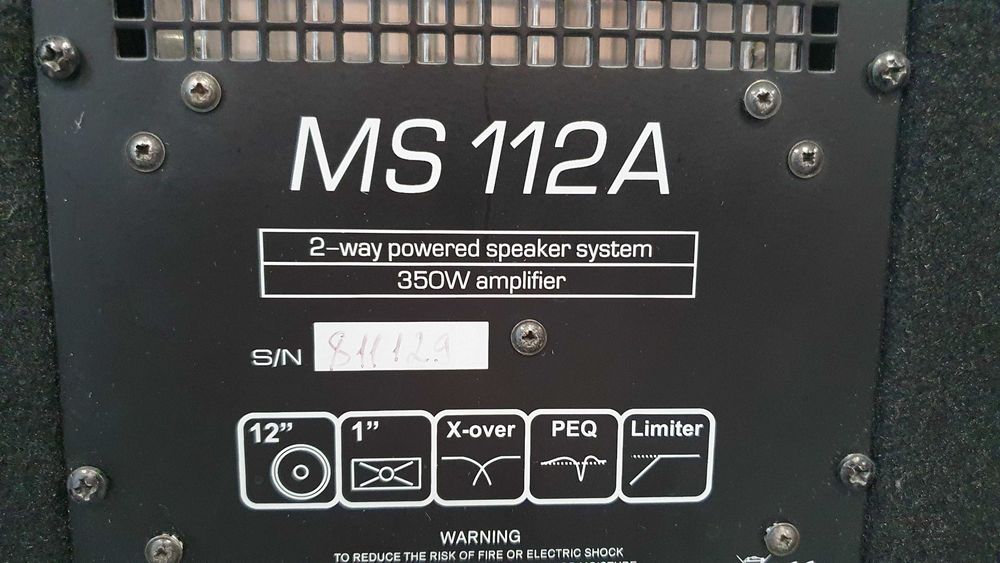 MS 112A
2-way powered speaker system
350W amplifier
S/N 811129
12" 1" X-over PEQ Limiter
WARNING
TO REDUCE THE RISK OF FIRE OR ELECTRIC SHOCK